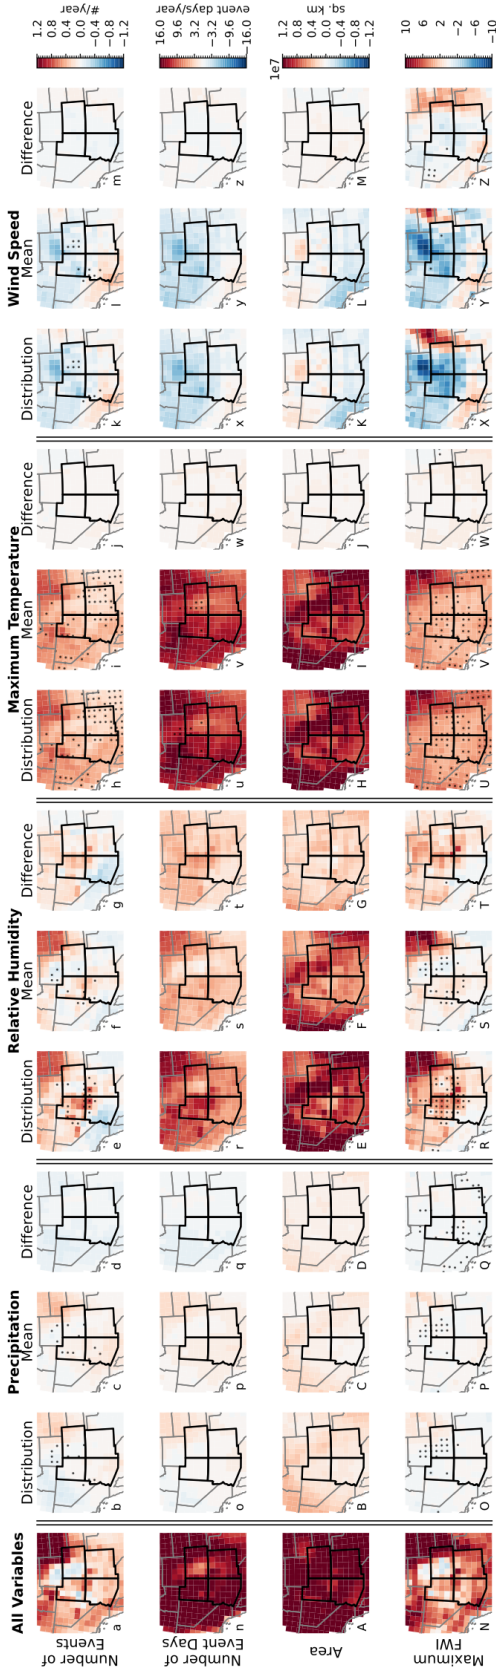 All Variables
Precipitation
Relative Humidity
Maximum Temperature
Wind Speed
Distribution Mean Difference
Distribution Mean Difference
Distribution Mean Difference
Distribution Mean Difference
Number of
Events
a b c d e f g h i j k l m
1.2
0.8
0.4
0.0
−0.4
−0.8
−1.2
#/year
Number of
Event Days
n o p q r s t u v w x y z
16.0
9.6
3.2
−3.2
−9.6
−16.0
event days/year
Area
A B C D E F G H I J K L M
1e7
1.2
0.8
0.4
0.0
−0.4
−0.8
−1.2
sq. km
Maximum
FWI
N O P Q R S T U V W X Y Z
10
6
2
−2
−6
−10